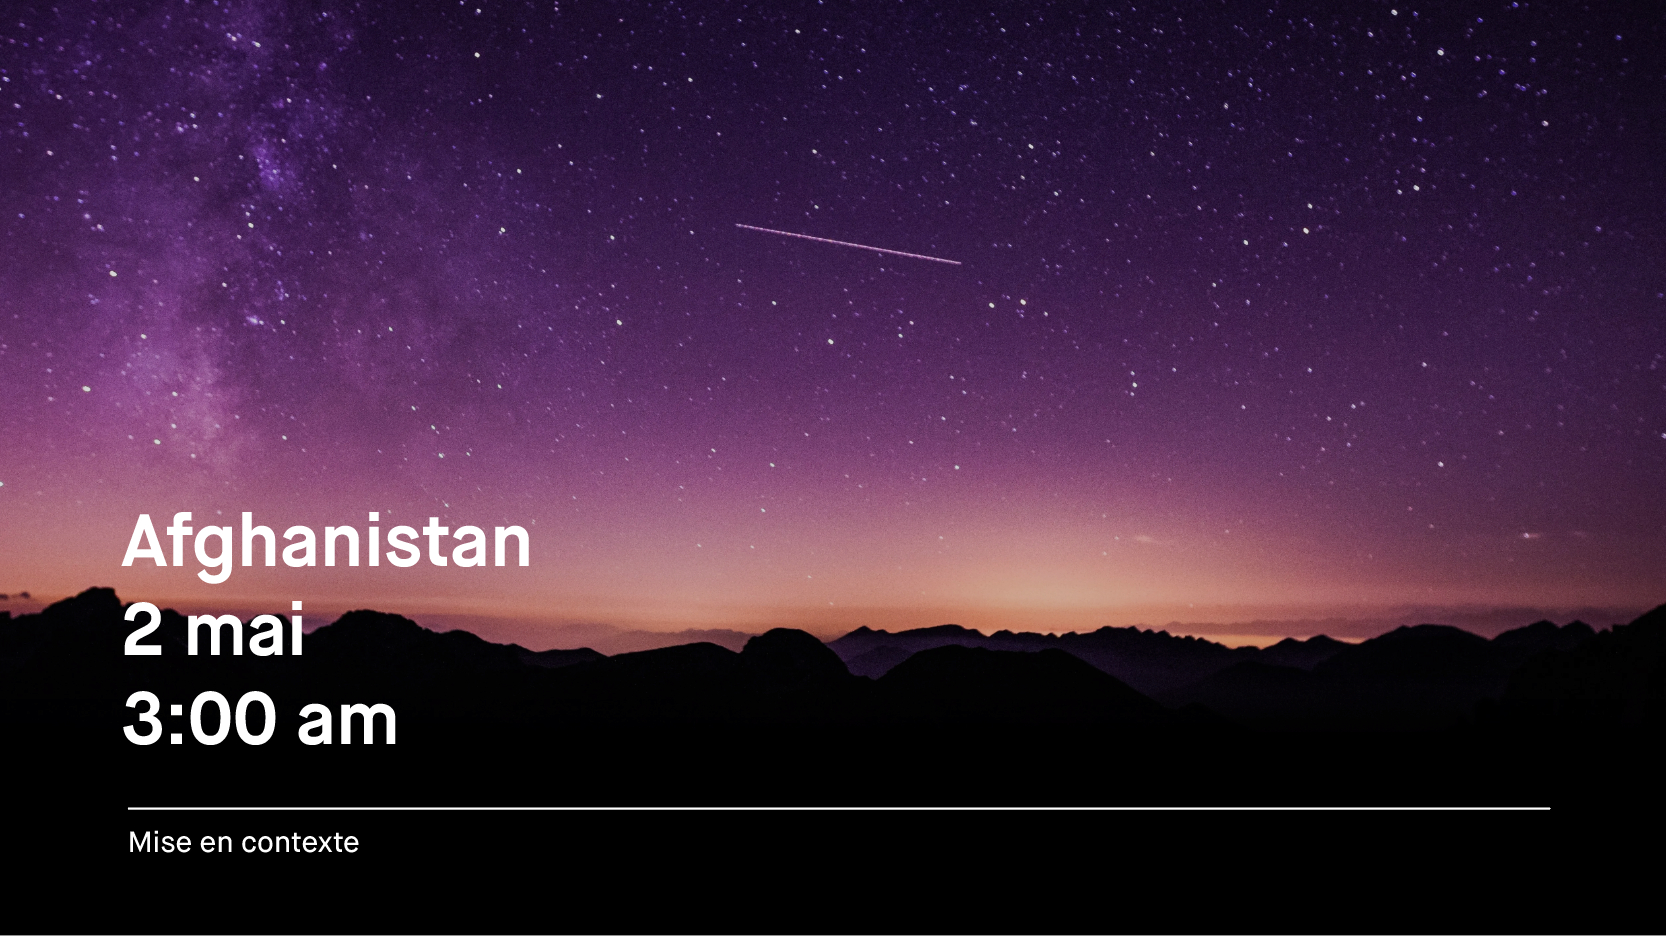 Afghanistan
2 mai
3:00 am
Mise en contexte